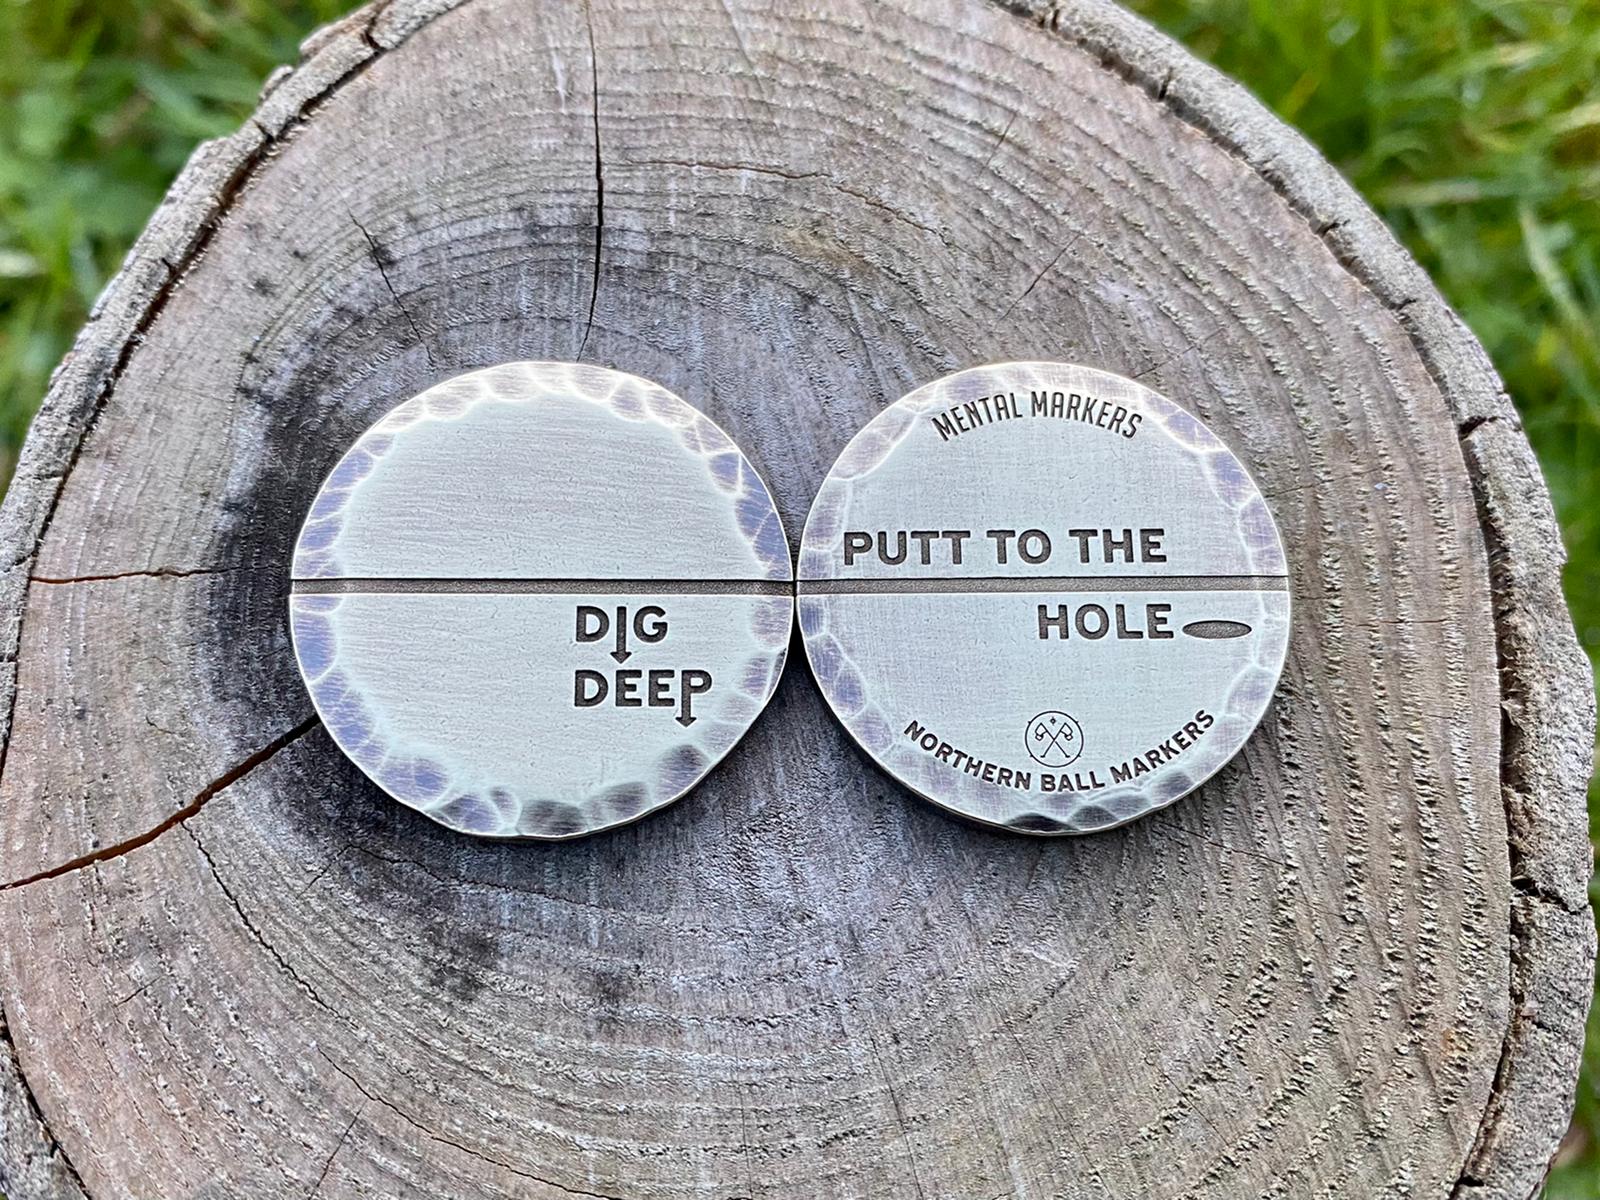 DIG
DEEP
MENTAL MARKERS
PUTT TO THE
HOLE
NORTHERN BALL MARKERS